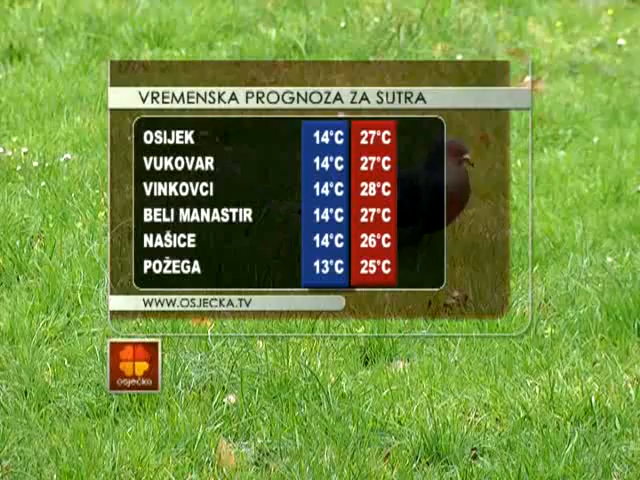 VREMENSKA PROGNOZA ZA SUTRA
OSIJEK 14°C 27°C
VUKOVAR 14°C 27°C
VINKOVCI 14°C 28°C
BELI MANASTIR 14°C 27°C
NAŠICE 14°C 26°C
POŽEGA 13°C 25°C
WWW.OSJECKA.TV
osječka